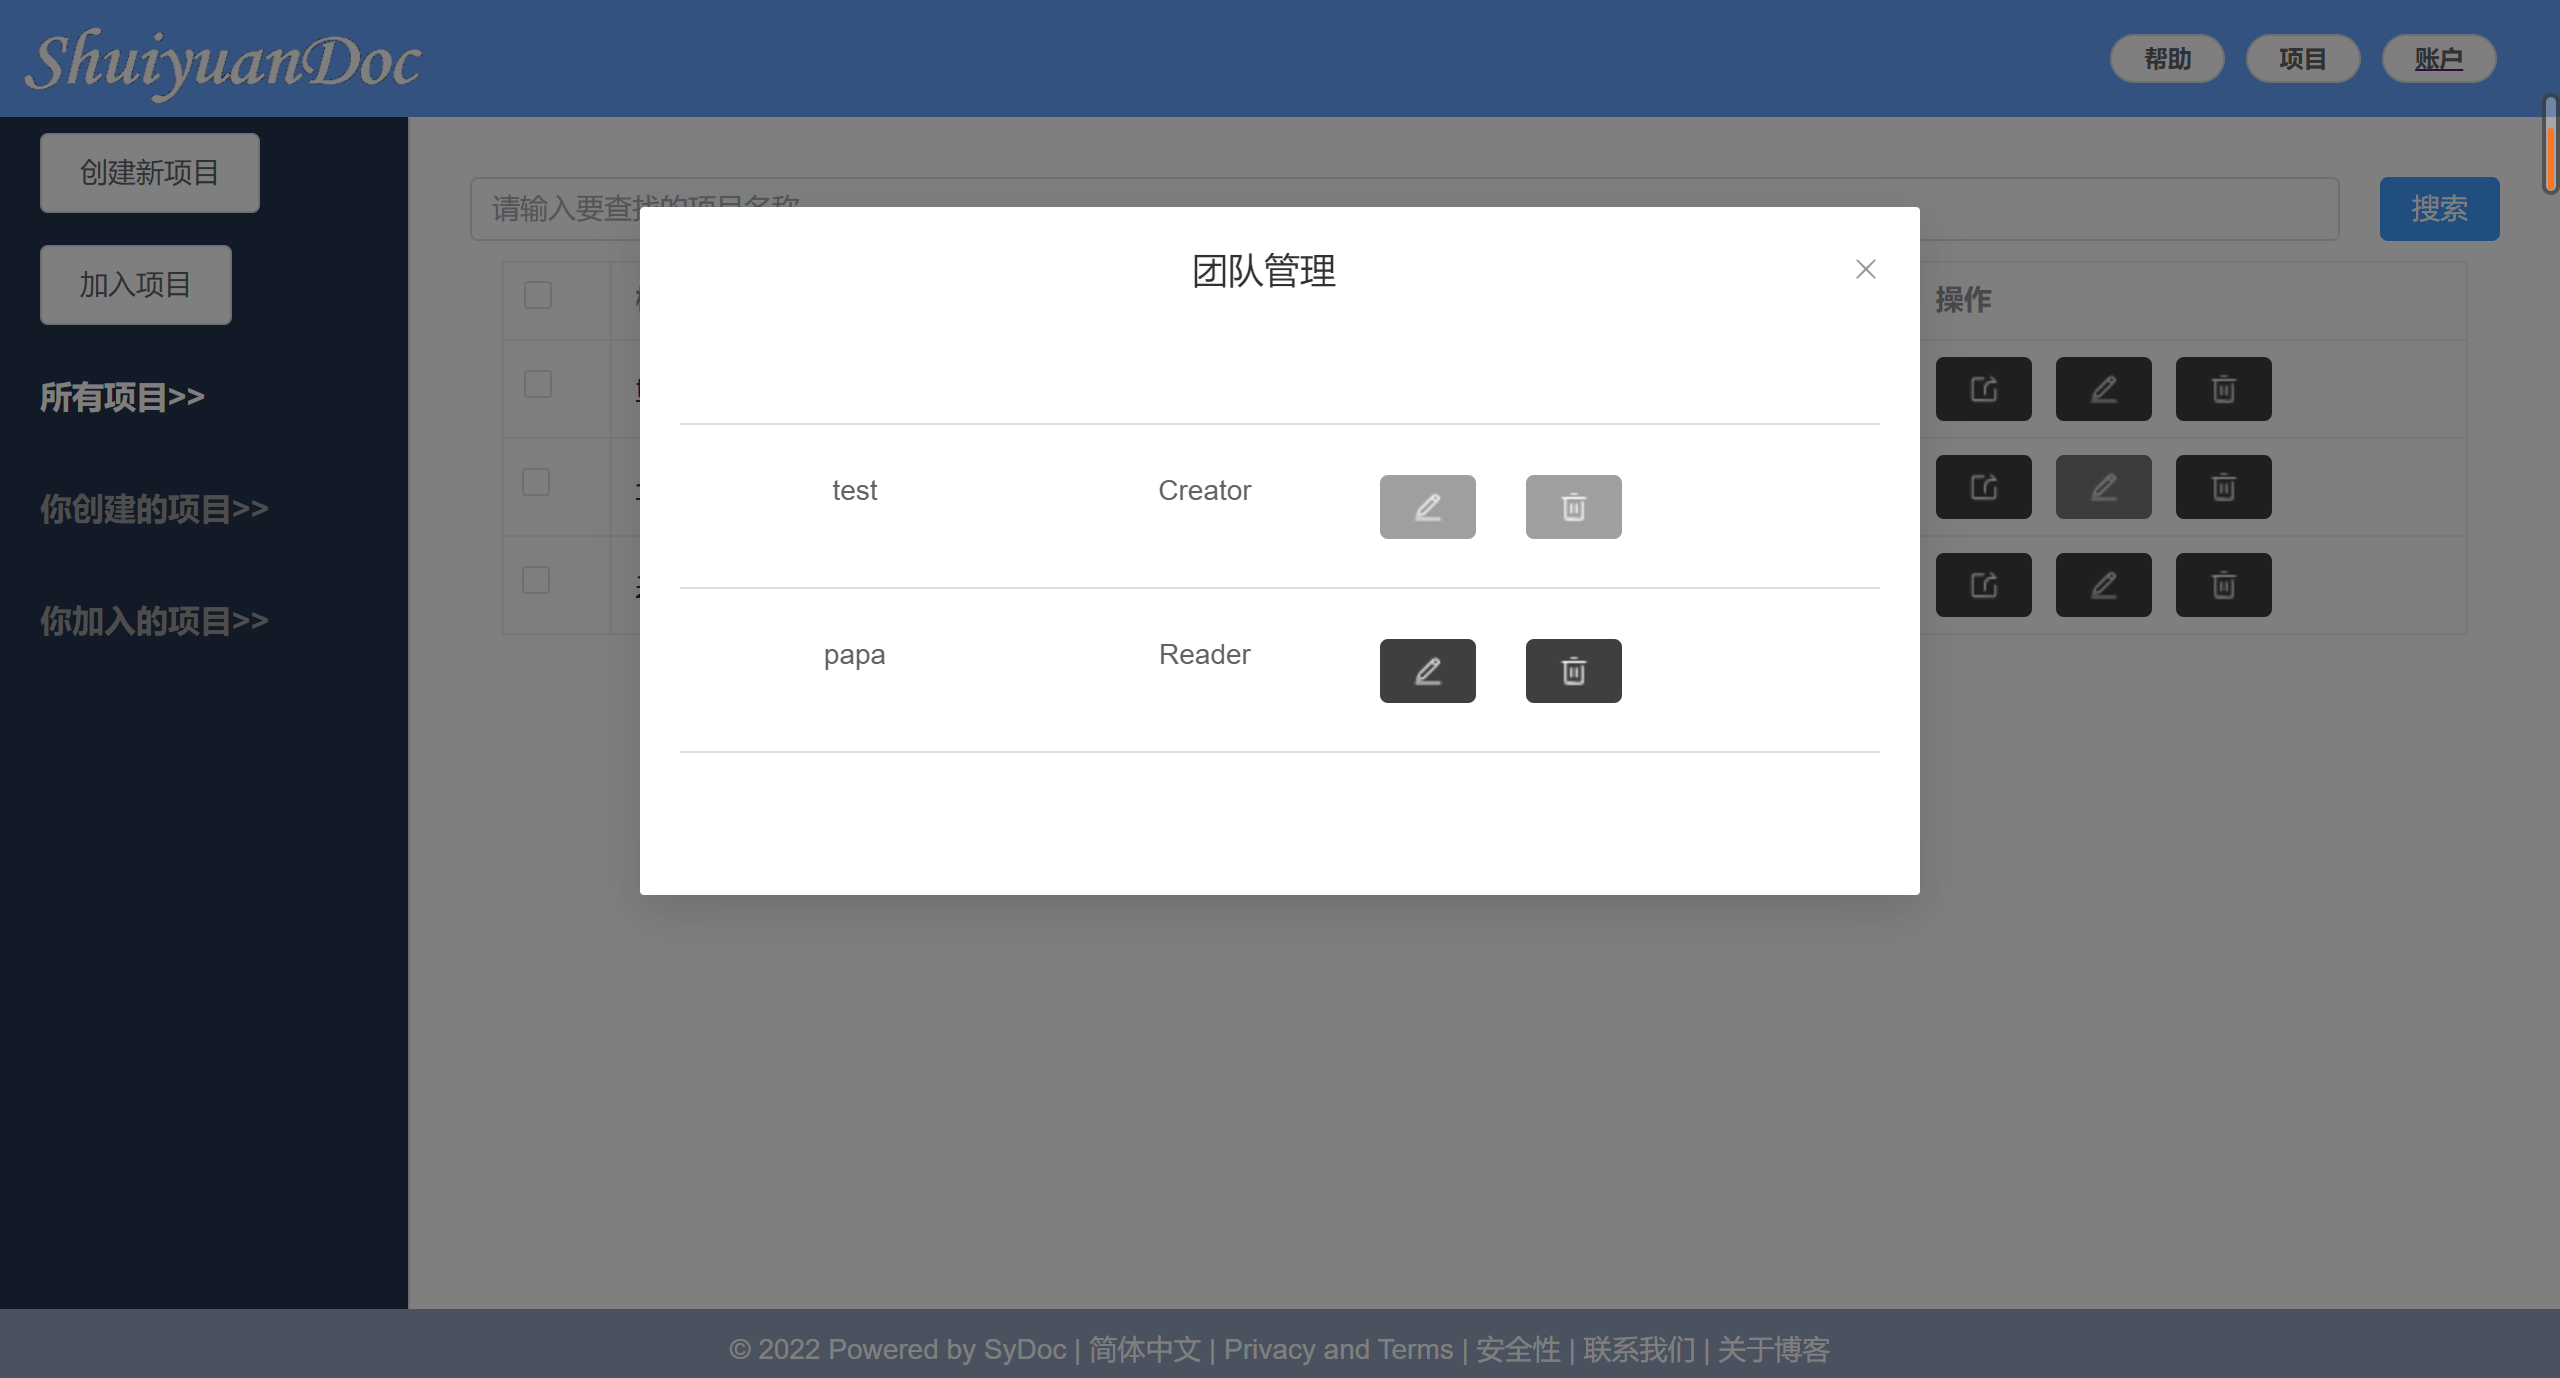 ShuiyuanDoc
帮助
项目
账户
创建新项目
加入项目
所有项目>>
你创建的项目>>
你加入的项目>>
请输入要查找的项目名称
搜索
操作
团队管理
test Creator
papa Reader
© 2022 Powered by SyDoc | 简体中文 | Privacy and Terms | 安全性 | 联系我们 | 关于博客